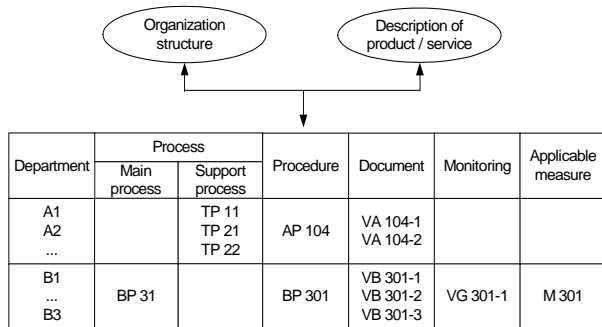 Organization
structure
Description of
product / service
Department
Process
Main
process
Support
process
Procedure
Document
Monitoring
Applicable
measure
A1
A2
...
TP 11
TP 21
TP 22
AP 104
VA 104-1
VA 104-2
B1
...
B3
BP 31
BP 301
VB 301-1
VB 301-2
VB 301-3
VG 301-1
M 301